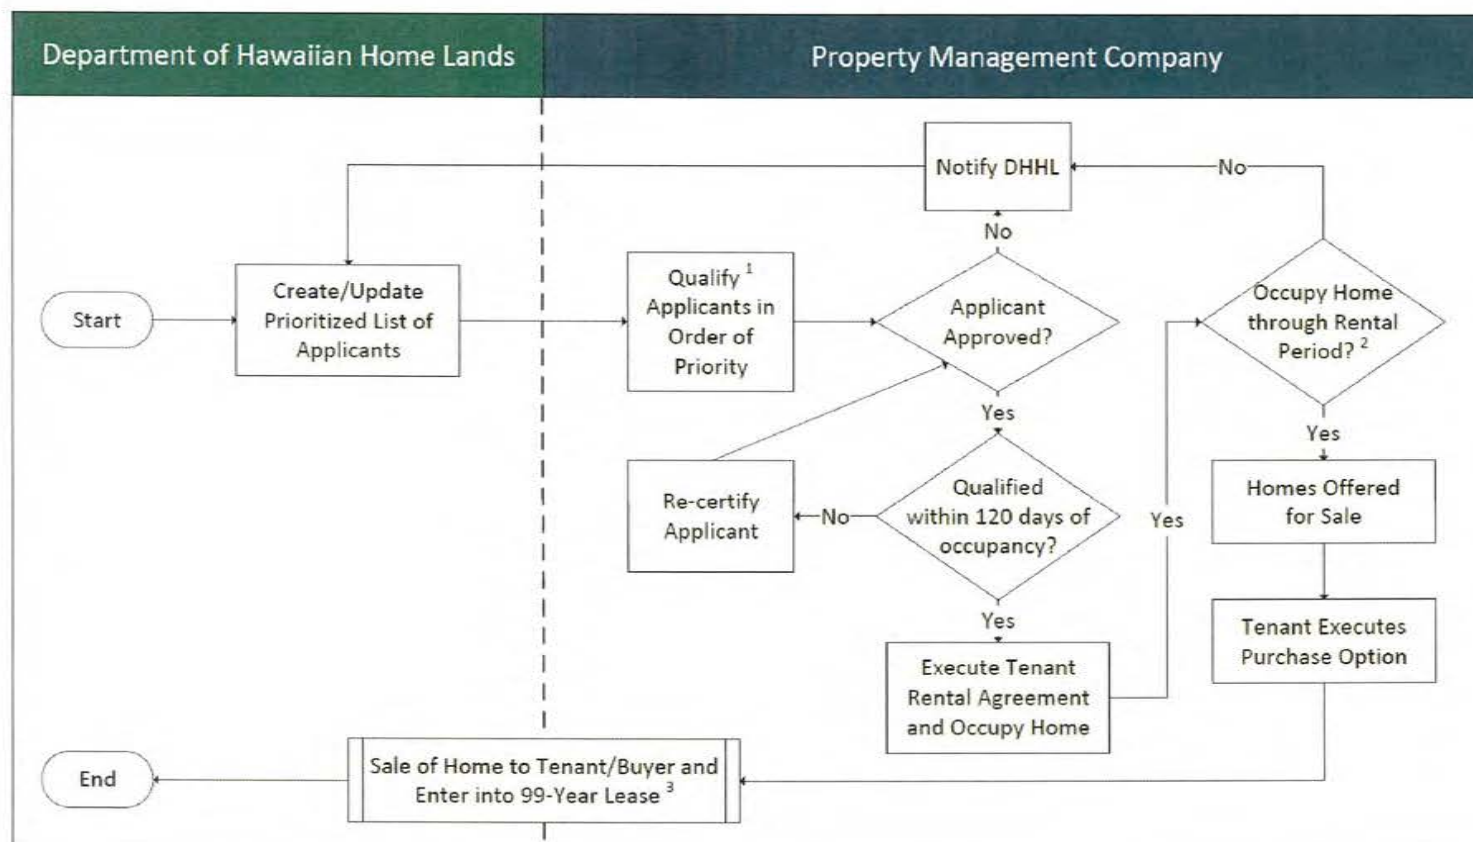 Department of Hawaiian Home Lands
Property Management Company
Notify DHHL
No
No
Start
Create/Update
Prioritized List of
Applicants
Qualify 1
Applicants in
Order of
Priority
Applicant
Approved?
Occupy Home
through Rental
Period? 2
Yes
Yes
Re-certify
Applicant
No
Qualified
within 120 days of
occupancy?
Yes
Homes Offered
for Sale
Yes
Execute Tenant
Rental Agreement
and Occupy Home
Tenant Executes
Purchase Option
End
Sale of Home to Tenant/Buyer and
Enter into 99-Year Lease 3